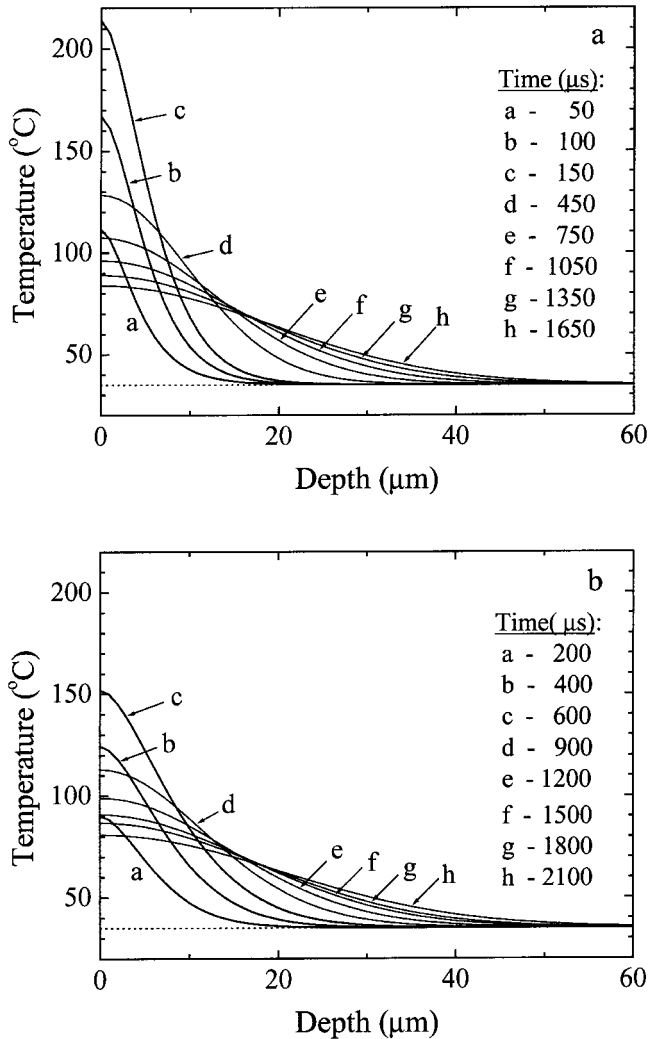 a
Time (μs):
a - 50
b - 100
c - 150
d - 450
e - 750
f - 1050
g - 1350
h - 1650
200
150
100
50
Temperature (°C)
c
b
d
a
e
f
g
h
0
20
40
60
Depth (μm)
b
Time( μs):
a - 200
b - 400
c - 600
d - 900
e - 1200
f - 1500
g - 1800
h - 2100
200
150
100
50
Temperature (°C)
c
b
d
a
e
f
g
h
0
20
40
60
Depth (μm)